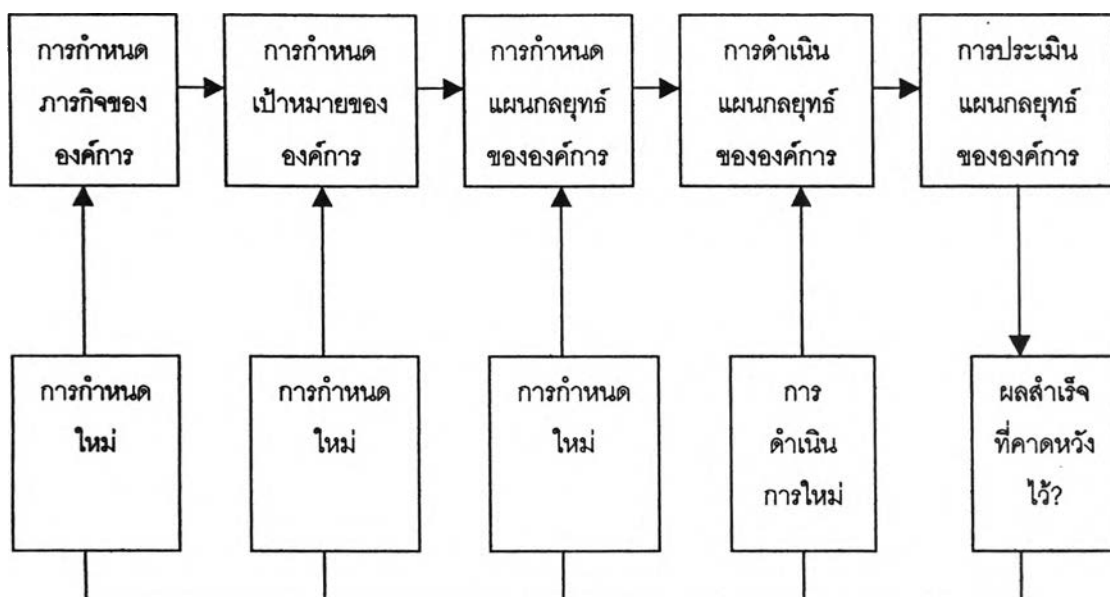 การกำหนด
ภารกิจของ
องค์การ
การกำหนด
เป้าหมายของ
องค์การ
การกำหนด
แผนกลยุทธ์
ขององค์การ
การดำเนิน
แผนกลยุทธ์
ขององค์การ
การประเมิน
แผนกลยุทธ์
ขององค์การ
การกำหนด
ใหม่
การกำหนด
ใหม่
การกำหนด
ใหม่
การ
ดำเนิน
การใหม่
ผลสำเร็จ
ที่คาดหวัง
ไว้?